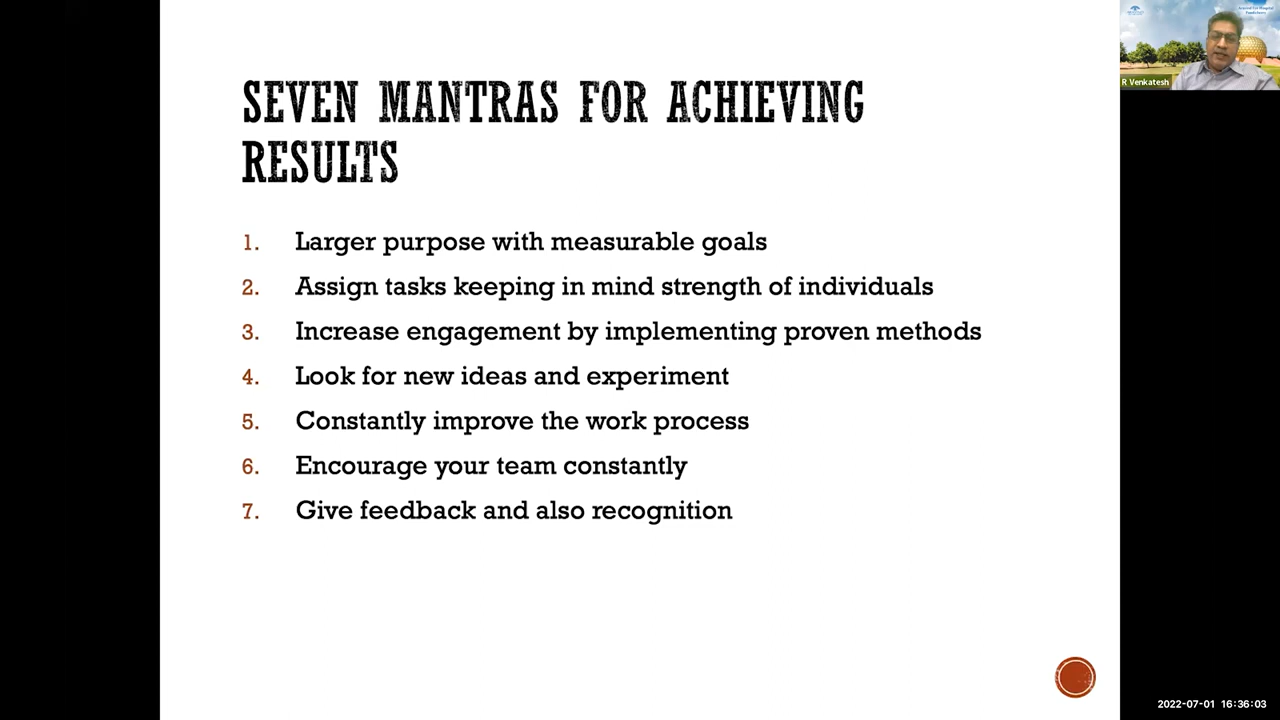 SEVEN MANTRAS FOR ACHIEVING
RESULTS
1. Larger purpose with measurable goals
2. Assign tasks keeping in mind strength of individuals
3. Increase engagement by implementing proven methods
4. Look for new ideas and experiment
5. Constantly improve the work process
6. Encourage your team constantly
7. Give feedback and also recognition
R Venkatesh
2022-07-01 16:36:03